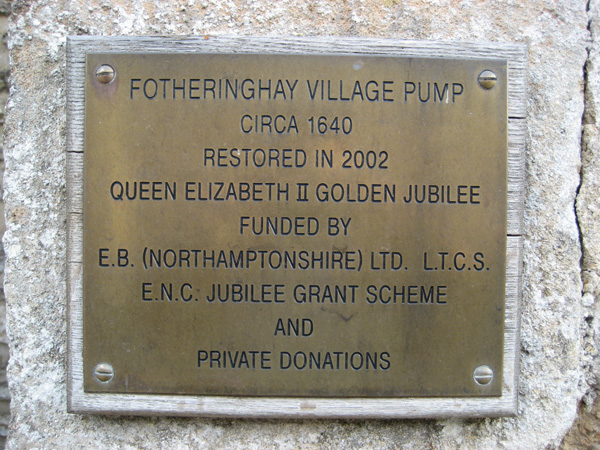 FOTHERINGHAY VILLAGE PUMP
CIRCA 1640
RESTORED IN 2002
QUEEN ELIZABETH II GOLDEN JUBILEE
FUNDED BY
E.B. (NORTHAMPTONSHIRE) LTD. L.T.C.S.
E.N.C. JUBILEE GRANT SCHEME
AND
PRIVATE DONATIONS